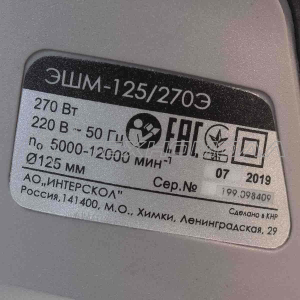 ЭШМ-125/270Э
270 Вт
220 В ~ 50 Гц
n₀ 5000-12000 мин⁻¹
Ø125 мм
EAC
07 2019
Сер.№ 199.098409
АО „ИНТЕРСКОЛ"
Сделано в КНР
Россия,141400, М.О., Химки, Ленинградская, 29